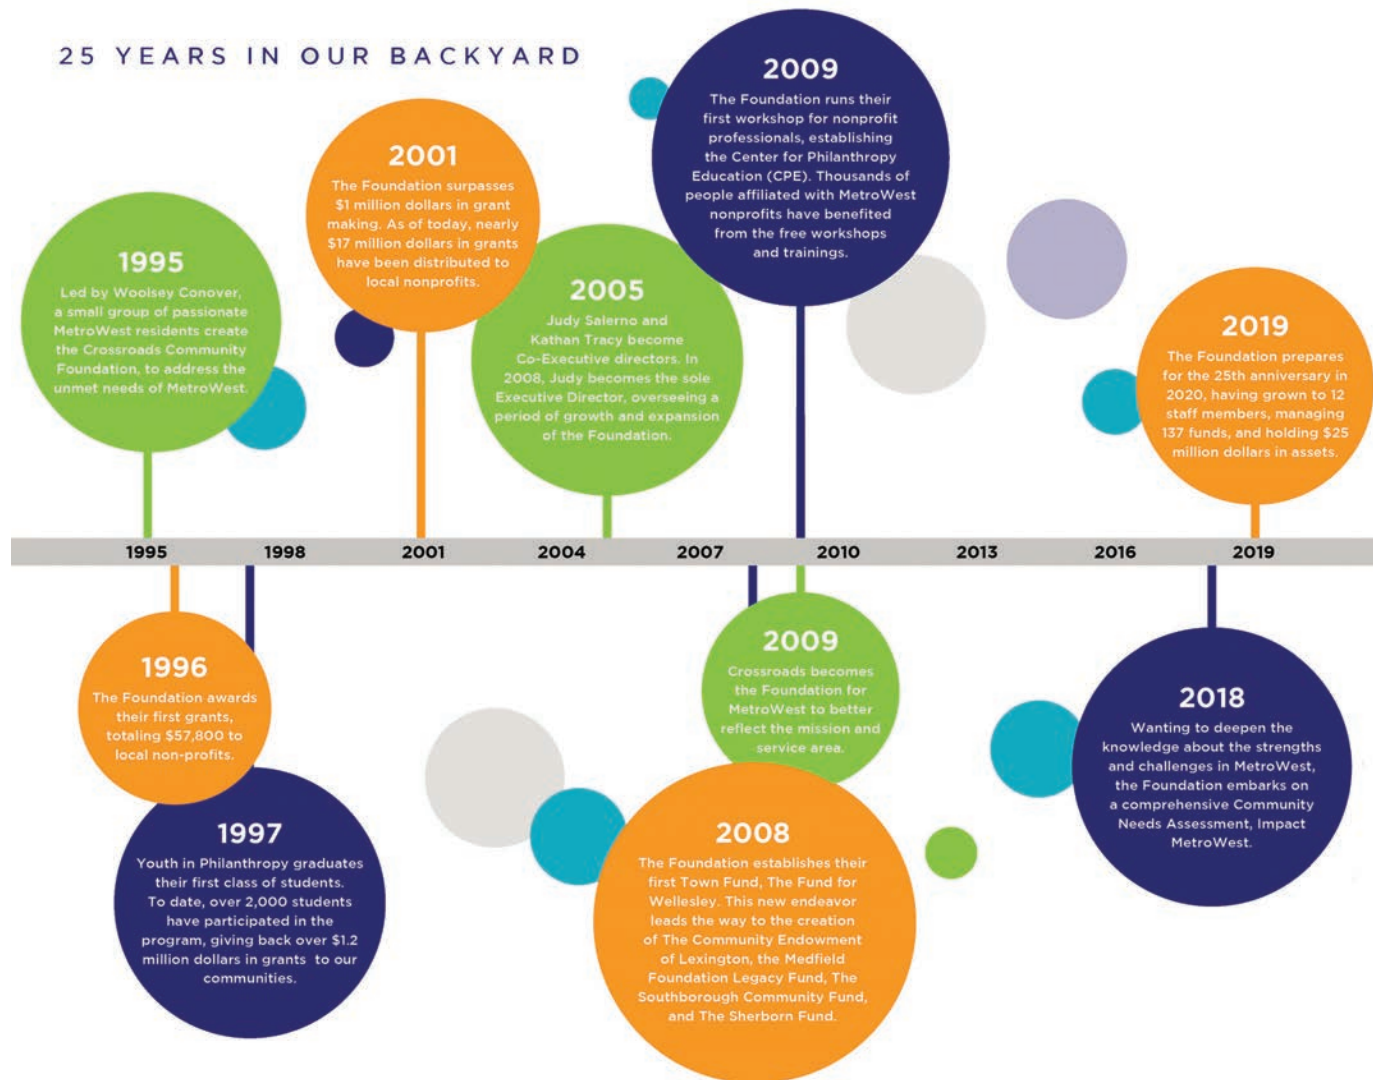 25 YEARS IN OUR BACKYARD
1995
Led by Woolsey Conover,
a small group of passionate
MetroWest residents create
the Crossroads Community
Foundation, to address the
unmet needs of MetroWest.
2001
The Foundation surpasses
$1 million dollars in grant
making. As of today, nearly
$17 million dollars in grants
have been distributed to
local nonprofits.
2005
Judy Salerno and
Kathan Tracy become
Co-Executive directors. In
2008, Judy becomes the sole
Executive Director, overseeing a
period of growth and expansion
of the Foundation.
2009
The Foundation runs their
first workshop for nonprofit
professionals, establishing
the Center for Philanthropy
Education (CPE). Thousands of
people affiliated with MetroWest
nonprofits have benefited
from the free workshops
and trainings.
2019
The Foundation prepares
for the 25th anniversary in
2020, having grown to 12
staff members, managing
137 funds, and holding $25
million dollars in assets.
1995 1998 2001 2004 2007 2010 2013 2016 2019
1996
The Foundation awards
their first grants,
totaling $57,800 to
local non-profits.
1997
Youth in Philanthropy graduates
their first class of students.
To date, over 2,000 students
have participated in the
program, giving back over $1.2
million dollars in grants to our
communities.
2009
Crossroads becomes
the Foundation for
MetroWest to better
reflect the mission and
service area.
2008
The Foundation establishes their
first Town Fund, The Fund for
Wellesley. This new endeavor
leads the way to the creation
of The Community Endowment
of Lexington, the Medfield
Foundation Legacy Fund, The
Southborough Community Fund,
and The Sherborn Fund.
2018
Wanting to deepen the
knowledge about the strengths
and challenges in MetroWest,
the Foundation embarks on
a comprehensive Community
Needs Assessment, Impact
MetroWest.